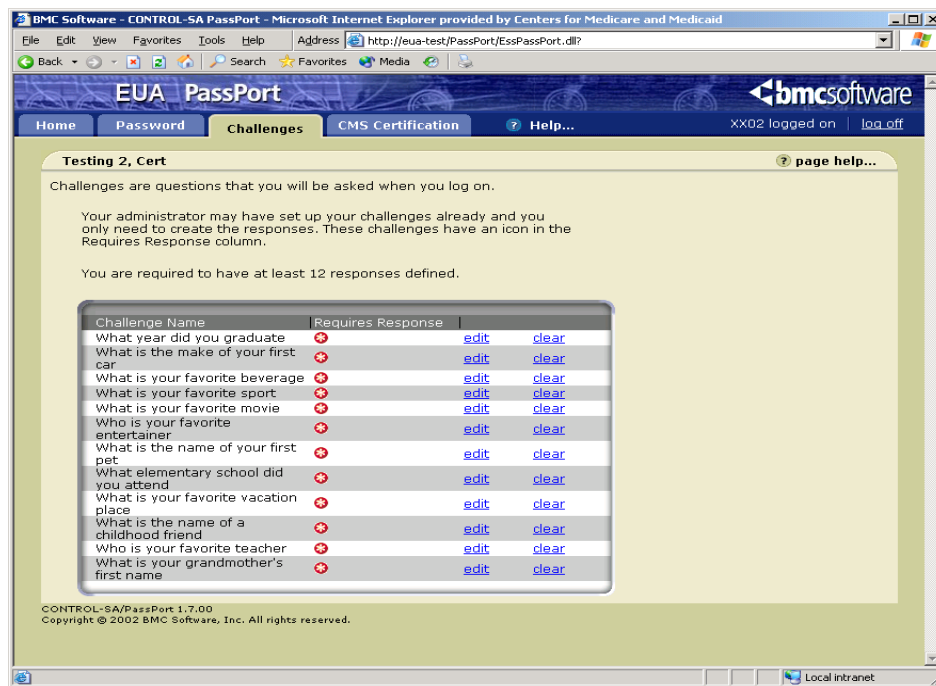 BMC Software - CONTROL-SA PassPort - Microsoft Internet Explorer provided by Centers for Medicare and Medicaid
File Edit View Favorites Tools Help Address http://eua-test/PassPort/EssPassPort.dll?
Back Search Favorites Media
EUA PassPort bmcsoftware
Home Password Challenges CMS Certification ? Help... XX02 logged on | log off
Testing 2, Cert ? page help...
Challenges are questions that you will be asked when you log on.
Your administrator may have set up your challenges already and you
only need to create the responses. These challenges have an icon in the
Requires Response column.
You are required to have at least 12 responses defined.
Challenge Name Requires Response
What year did you graduate edit clear
What is the make of your first
car edit clear
What is your favorite beverage edit clear
What is your favorite sport edit clear
What is your favorite movie edit clear
Who is your favorite
entertainer edit clear
What is the name of your first
pet edit clear
What elementary school did
you attend edit clear
What is your favorite vacation
place edit clear
What is the name of a
childhood friend edit clear
Who is your favorite teacher edit clear
What is your grandmother's
first name edit clear
CONTROL-SA/PassPort 1.7.00
Copyright © 2002 BMC Software, Inc. All rights reserved.
Local intranet